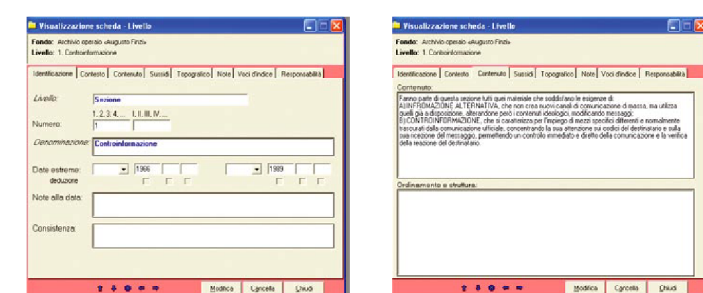 Visualizzazione scheda - Livello
Fondo: Archivio operaio «Augusto Finzi»
Livello: 1. Controinformazione
Identificazione Contesto Contenuto Sussidi Topografico Note Voci d'indice Responsabilità
Livello: Sezione
1, 2, 3, 4, ... I, II, III, IV, ...
Numero: 1
Denominazione: Controinformazione
Date estreme: 1966 1989
deduzione
Note alla data:
Consistenza:
Modifica Cancella Chiudi
Visualizzazione scheda - Livello
Fondo: Archivio operaio «Augusto Finzi»
Livello: 1. Controinformazione
Identificazione Contesto Contenuto Sussidi Topografico Note Voci d'indice Responsabilità
Contenuto:
Fanno parte di questa sezione tutti quei materiale che soddisfano le esigenze di:
A) INFROMAZIONE ALTERNATIVA, che non crea nuovi canali di comunicazione di massa, ma utilizza
quelli già a disposizione, alterandone però i contenuti ideologici, modificando messaggi;
B) CONTROINFORMAZIONE, che si caratterizza per l'impiego di mezzi specifici differenti e normalmente
trascurati dalla comunicazione ufficiale, concentrando la sua attenzione sui codici del destinatario e sulla
sua ricezione del messaggio, permettendo un controllo immediato e diretto della comunicazione e la verifica
della reazione del destinatario.
Ordinamento e struttura:
Modifica Cancella Chiudi